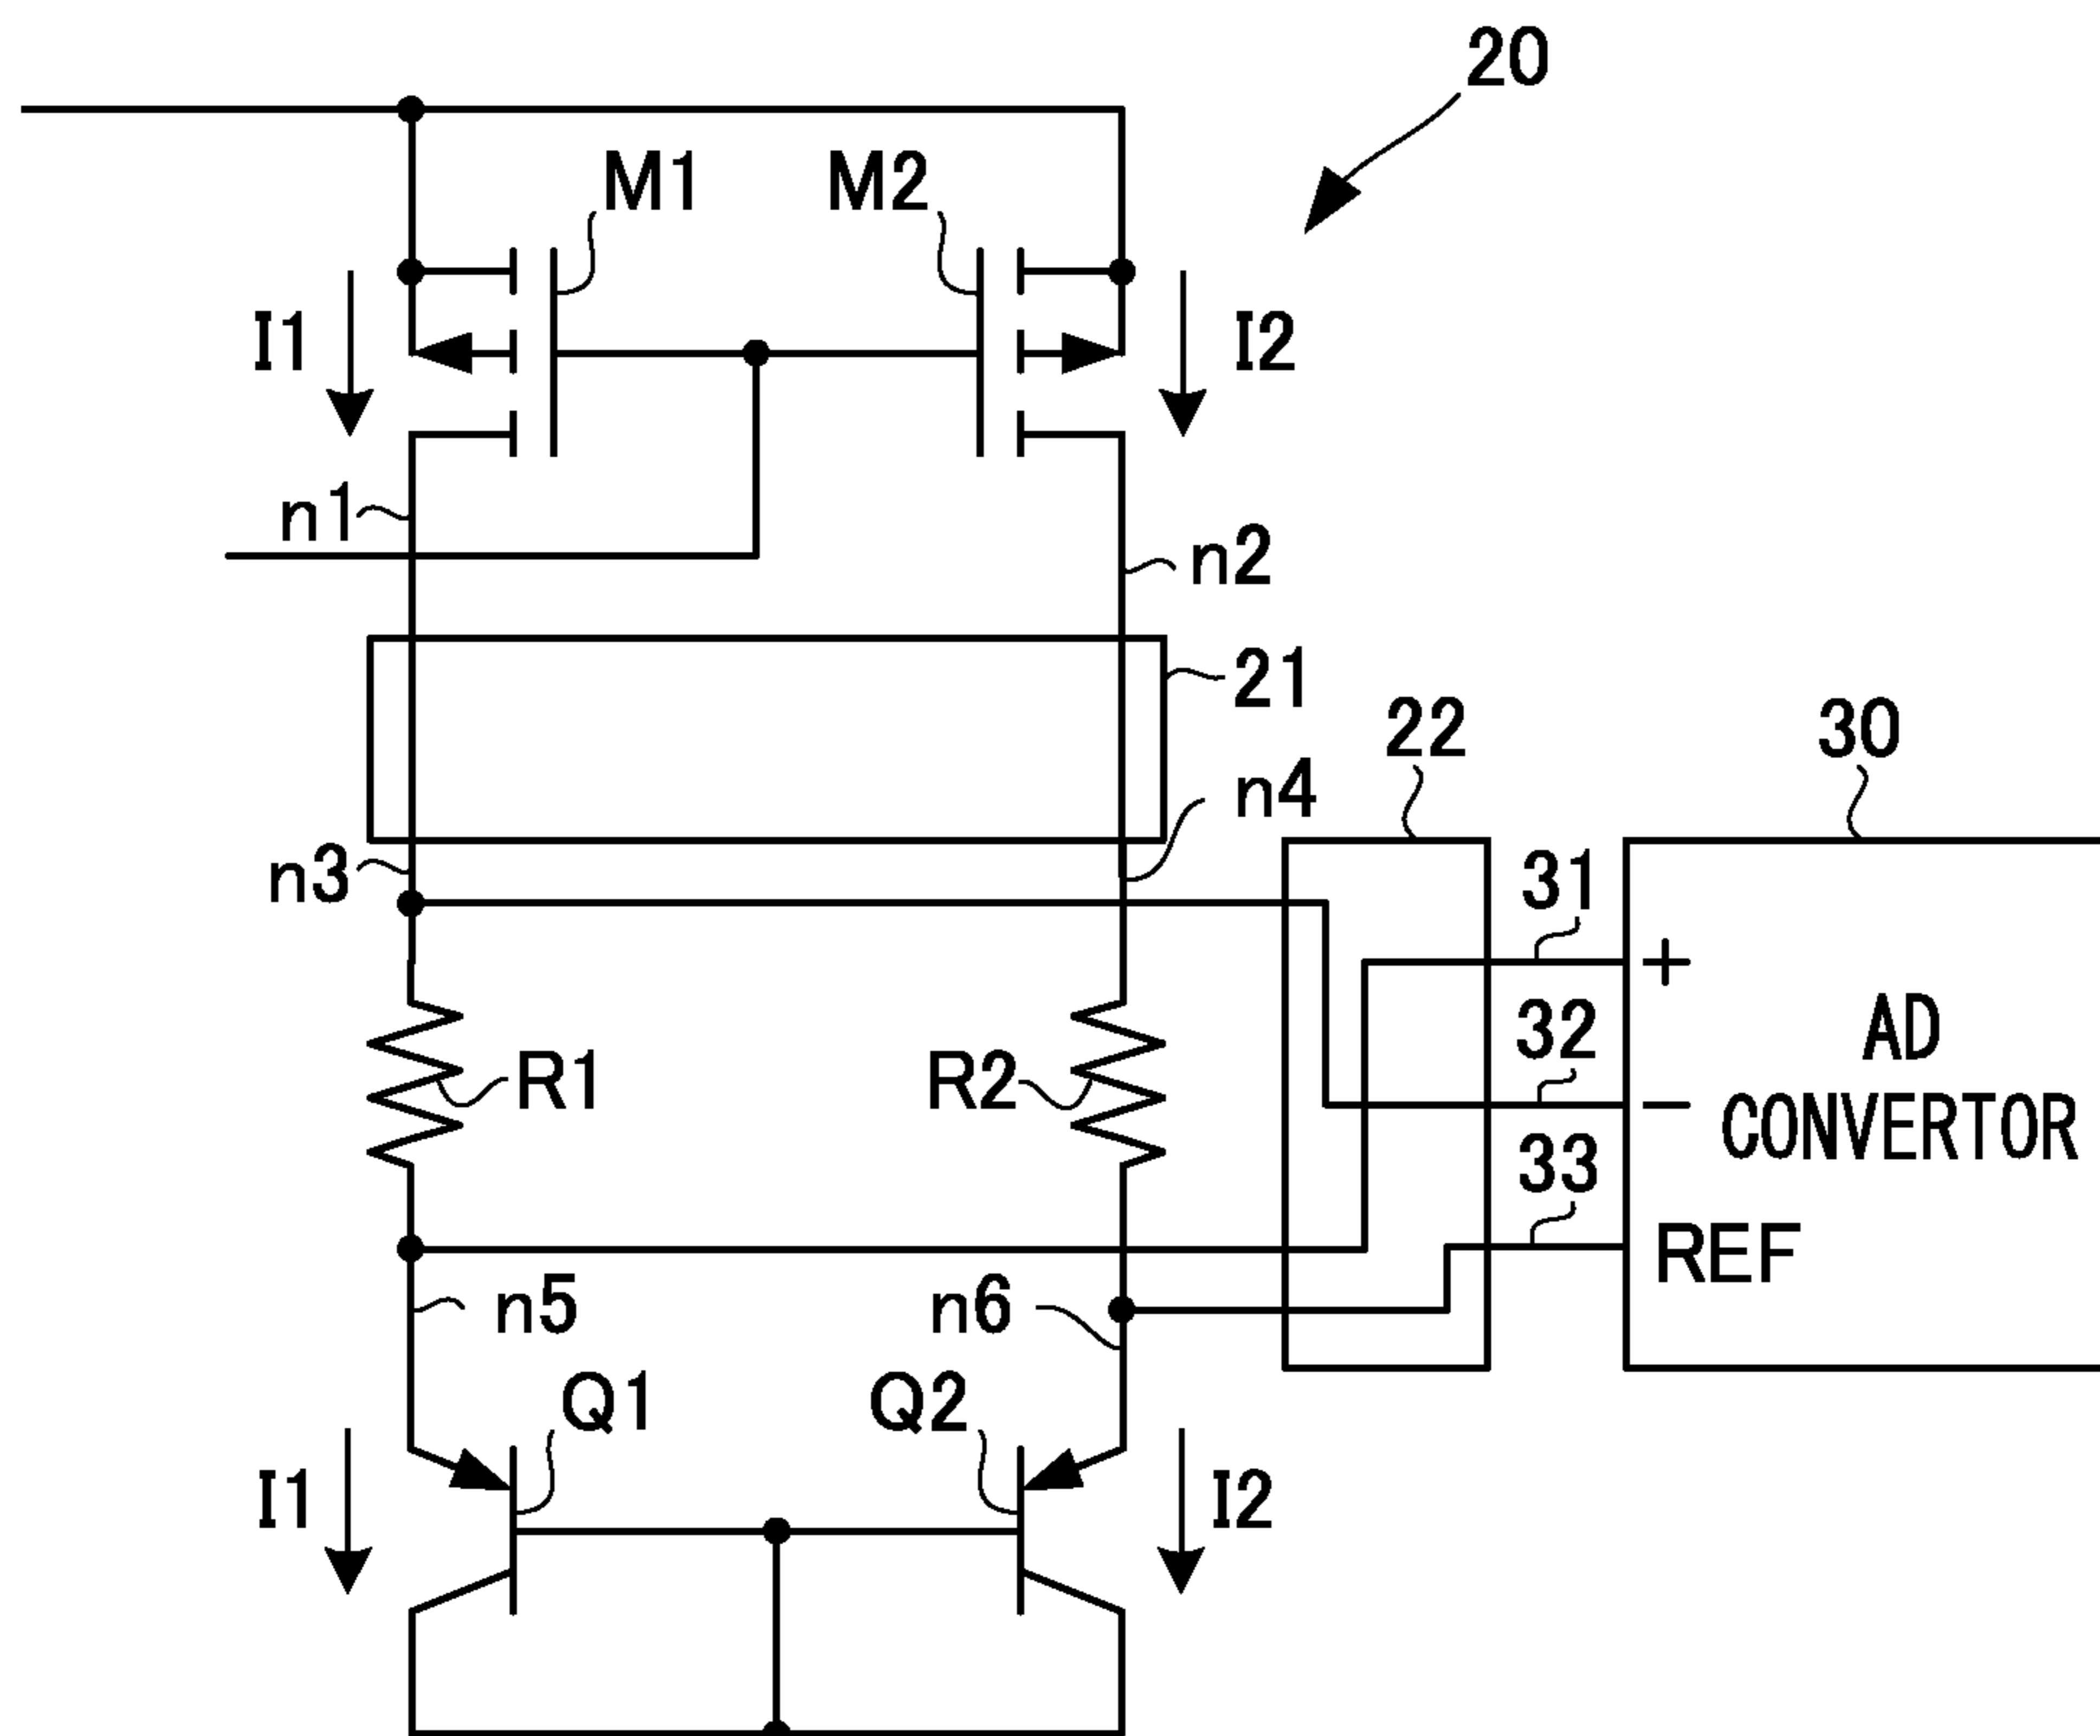 20
M1
M2
I1
I2
n1
n2
21
22
30
n4
n3
31
+
32
AD
CONVERTOR
R1
R2
−
33
REF
n5
n6
Q1
Q2
I1
I2